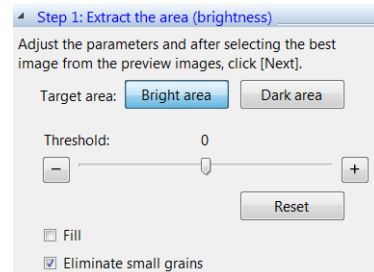 Step 1: Extract the area (brightness)
Adjust the parameters and after selecting the best
image from the preview images, click [Next].
Target area: Bright area Dark area
Threshold: 0
− +
Reset
Fill
Eliminate small grains